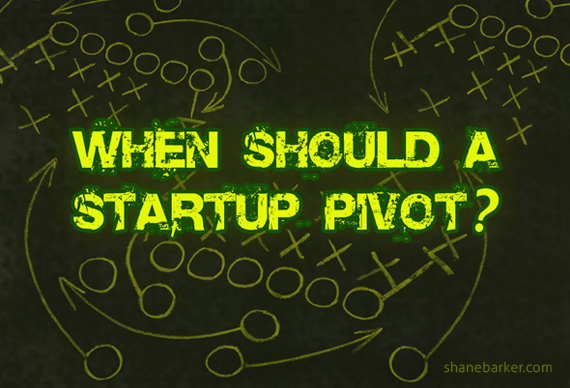 WHEN SHOULD A
STARTUP PIVOT?
shanebarker.com